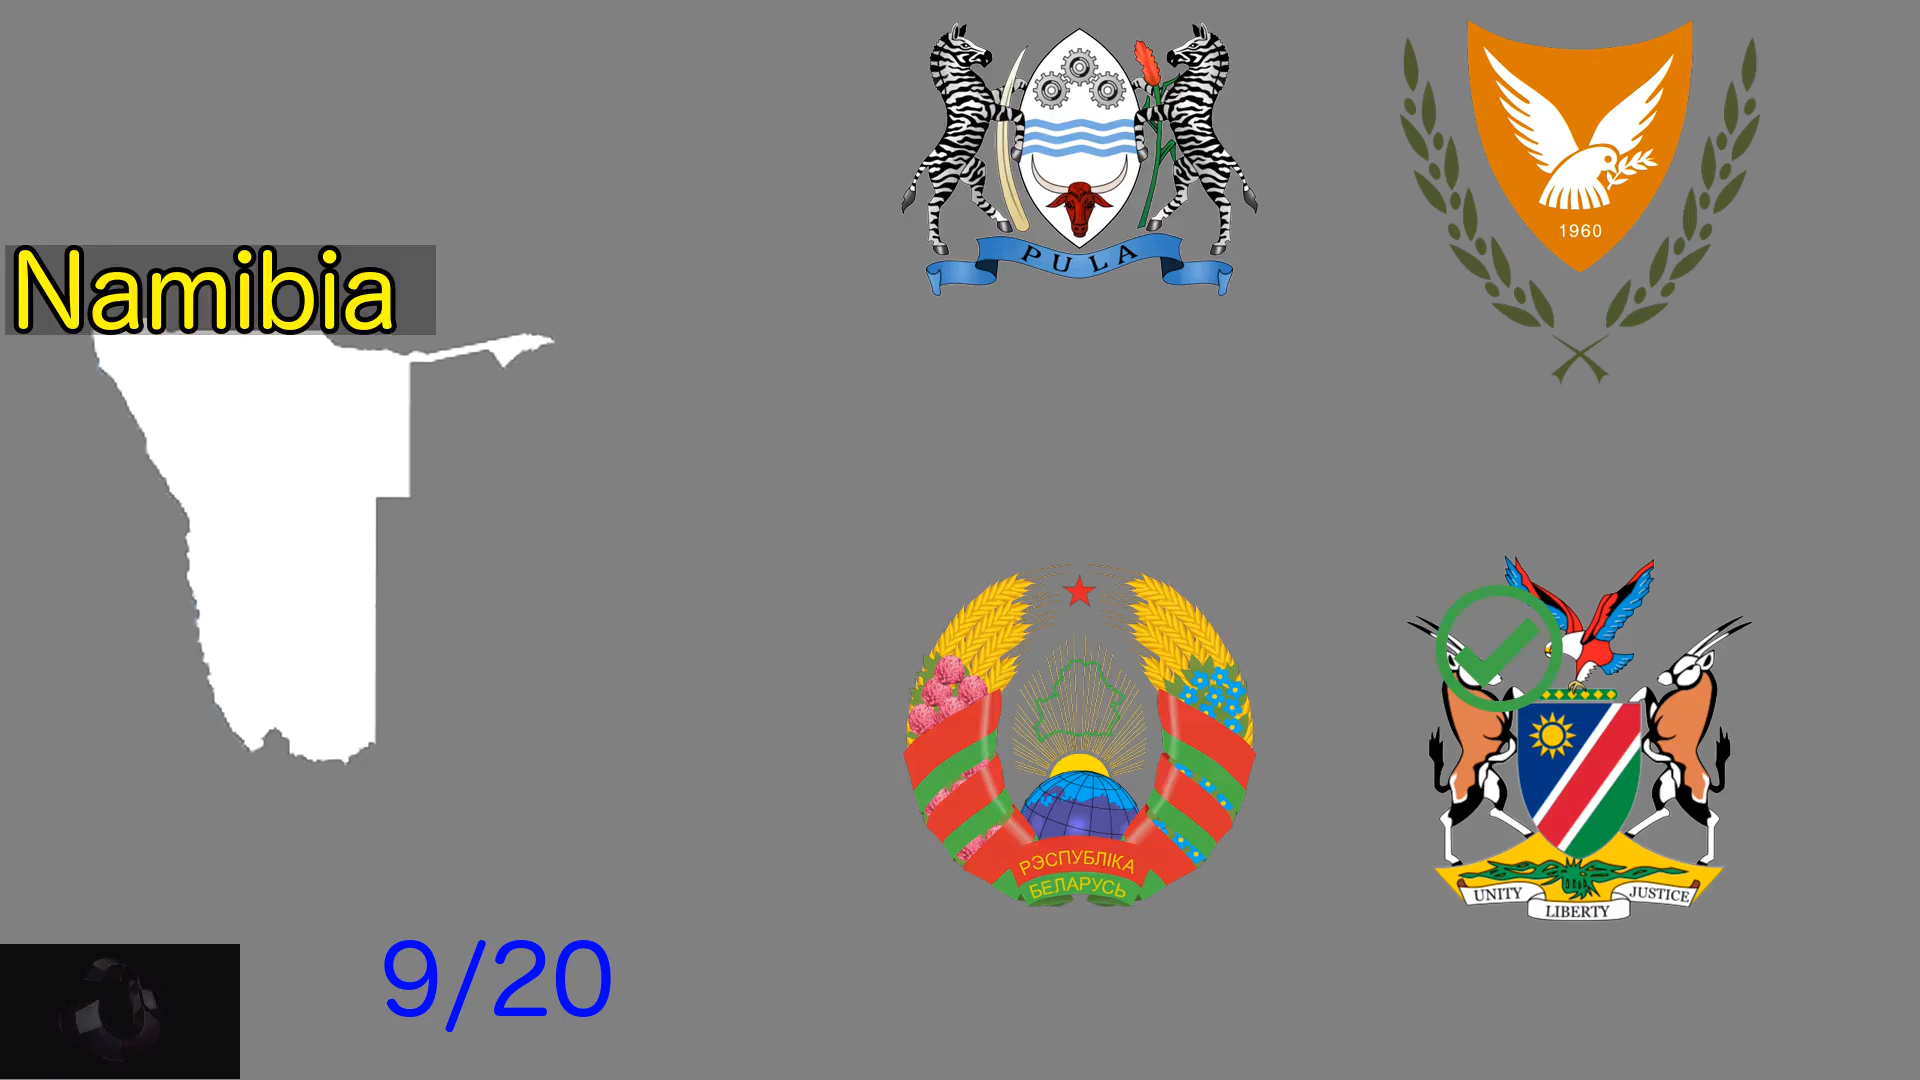 PULA
1960
Namibia
РЭСПУБЛІКА
БЕЛАРУСЬ
UNITY
LIBERTY
JUSTICE
9/20